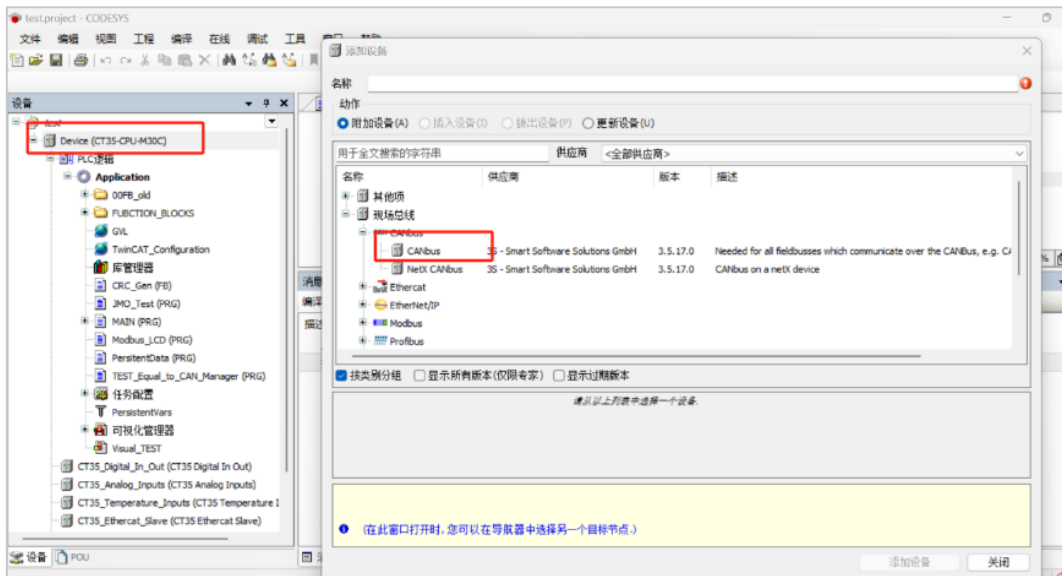 test.project - CODESYS
文件 编辑 视图 工程 编译 在线 调试 工具
设备
Device (CT35-CPU-M30C)
PLC逻辑
Application
00FB_old
FUBCTION_BLOCKS
GVL
TwinCAT_Configuration
库管理器
CRC_Gen (FB)
JMO_Test (PRG)
MAIN (PRG)
Modbus_LCD (PRG)
PersitentData (PRG)
TEST_Equal_to_CAN_Manager (PRG)
任务配置
PersistentVars
可视化管理器
Visual_TEST
CT35_Digital_In_Out (CT35 Digital In Out)
CT35_Analog_Inputs (CT35 Analog Inputs)
CT35_Temperature_Inputs (CT35 Temperature I
CT35_Ethercat_Slave (CT35 Ethercat Slave)
设备 POU
消息
编译
描述
添加设备
名称
动作
附加设备(A) 插入设备(I) 拔出设备(P) 更新设备(U)
用于全文搜索的字符串 供应商 <全部供应商>
名称 供应商 版本 描述
其他项
现场总线
CANbus
CANbus 3S - Smart Software Solutions GmbH 3.5.17.0 Needed for all fieldbusses which communicate over the CANBus, e.g. CA
NetX CANbus 3S - Smart Software Solutions GmbH 3.5.17.0 CANbus on a netX device
Ethercat
EtherNet/IP
Modbus
Profibus
按类别分组 显示所有版本(仅限专家) 显示过期版本
请从以上列表中选择一个设备.
(在此窗口打开时,您可以在导航器中选择另一个目标节点.)
添加设备 关闭